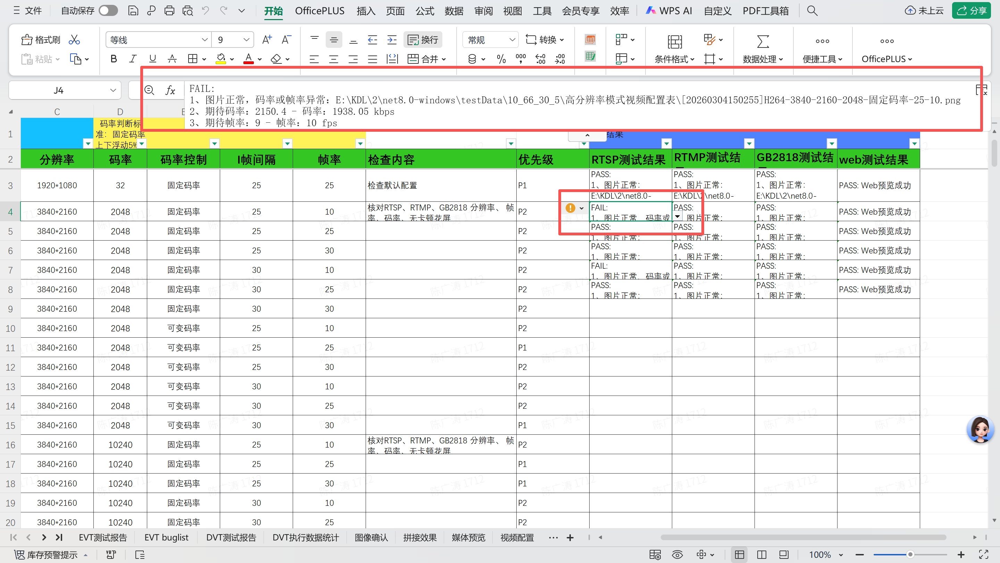 文件 自动保存 开始 OfficePLUS 插入 页面 公式 数据 审阅 视图 工具 会员专享 效率 WPS AI 自定义 PDF工具箱 未上云 分享
格式刷 等线 9 A+ A- 换行 常规 转换
粘贴 B I U A A 合并 % 条件格式 数据处理 便捷工具 OfficePLUS
J4 fx
FAIL:
1、图片正常，码率或帧率异常：E:\KDL\2\net8.0-windows\testData\10_66_30_5\高分辨率模式视频配置表\[20260304150255]H264-3840-2160-2048-固定码率-25-10.png
2、期待码率：2150.4 - 码率：1938.05 kbps
3、期待帧率：9 - 帧率：10 fps
C D
1 码率判断标
准：固定码率
上下浮动5%
结果
2 分辨率 码率 码率控制 I帧间隔 帧率 检查内容 优先级 RTSP测试结果 RTMP测试结 GB2818测试结 web测试结果
3 1920*1080 32 固定码率 25 25 检查默认配置 P1 PASS: PASS: PASS: PASS: Web预览成功
1、图片正常： 1、图片正常： 1、图片正常：
E:\KDL\2\net8.0- E:\KDL\2\net8.0- E:\KDL\2\net8.0-
4 3840*2160 2048 固定码率 25 10 核对RTSP、RTMP、GB2818 分辨率、 帧 P2 FAIL: PASS: PASS: PASS: Web预览成功
率、码率、无卡顿花屏 1、图片正常，码率或 图片正常： 1、图片正常：
5 3840*2160 2048 固定码率 25 25 P2 PASS: PASS: PASS: PASS: Web预览成功
1、图片正常： 1、图片正常： 1、图片正常：
6 3840*2160 2048 固定码率 25 30 P2 PASS: PASS: PASS: PASS: Web预览成功
1、图片正常： 1、图片正常： 1、图片正常：
7 3840*2160 2048 固定码率 30 10 P2 FAIL: PASS: PASS: PASS: Web预览成功
1、图片正常，码率或 1、图片正常： 1、图片正常：
8 3840*2160 2048 固定码率 30 25 P2 PASS: PASS: PASS: PASS: Web预览成功
1、图片正常： 1、图片正常： 1、图片正常：
9 3840*2160 2048 固定码率 30 30 P2
10 3840*2160 2048 可变码率 25 10 P2
11 3840*2160 2048 可变码率 25 25 P1
12 3840*2160 2048 可变码率 25 30 P2
13 3840*2160 2048 可变码率 30 10 P2
14 3840*2160 2048 可变码率 30 25 P2
15 3840*2160 2048 可变码率 30 30 P1
16 3840*2160 10240 固定码率 25 10 核对RTSP、RTMP、GB2818 分辨率、 帧 P2
率、码率、无卡顿花屏
17 3840*2160 10240 固定码率 25 25 P1
18 3840*2160 10240 固定码率 25 30 P1
19 3840*2160 10240 固定码率 30 10 P2
20 3840*2160 10240 固定码率 30 25 P2
陈广涛 1712
EVT测试报告 EVT buglist DVT测试报告 DVT执行数据统计 图像确认 拼接效果 媒体预览 视频配置 ··· +
库存预警提示 100%